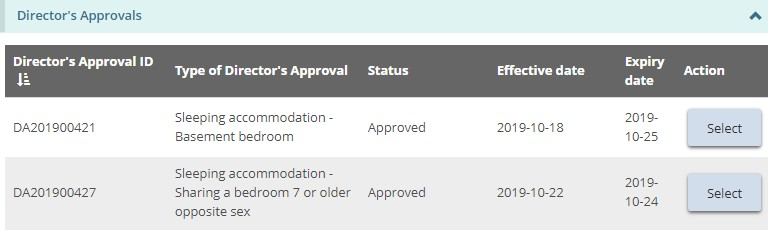 Director's Approvals
Director's Approval ID
Type of Director's Approval
Status
Effective date
Expiry
date
Action
DA201900421
Sleeping accommodation -
Basement bedroom
Approved
2019-10-18
2019-
10-25
Select
DA201900427
Sleeping accommodation -
Sharing a bedroom 7 or older
opposite sex
Approved
2019-10-22
2019-
10-24
Select